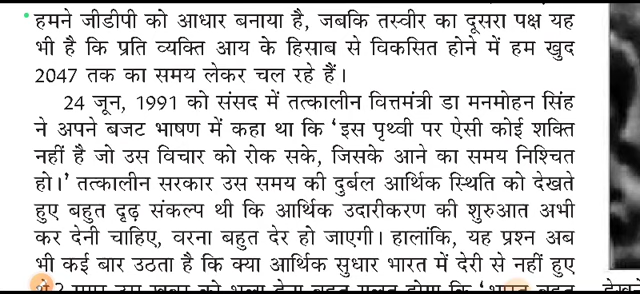 हमने जीडीपी को आधार बनाया है, जबकि तस्वीर का दूसरा पक्ष यह
भी है कि प्रति व्यक्ति आय के हिसाब से विकसित होने में हम खुद
2047 तक का समय लेकर चल रहे हैं।
24 जून, 1991 को संसद में तत्कालीन वित्तमंत्री डा मनमोहन सिंह
ने अपने बजट भाषण में कहा था कि ‘इस पृथ्वी पर ऐसी कोई शक्ति
नहीं है जो उस विचार को रोक सके, जिसके आने का समय निश्चित
हो।’ तत्कालीन सरकार उस समय की दुर्बल आर्थिक स्थिति को देखते
हुए बहुत दृढ़ संकल्प थी कि आर्थिक उदारीकरण की शुरुआत अभी
कर देनी चाहिए, वरना बहुत देर हो जाएगी। हालांकि, यह प्रश्न अब
भी कई बार उठता है कि क्या आर्थिक सुधार भारत में देरी से नहीं हुए